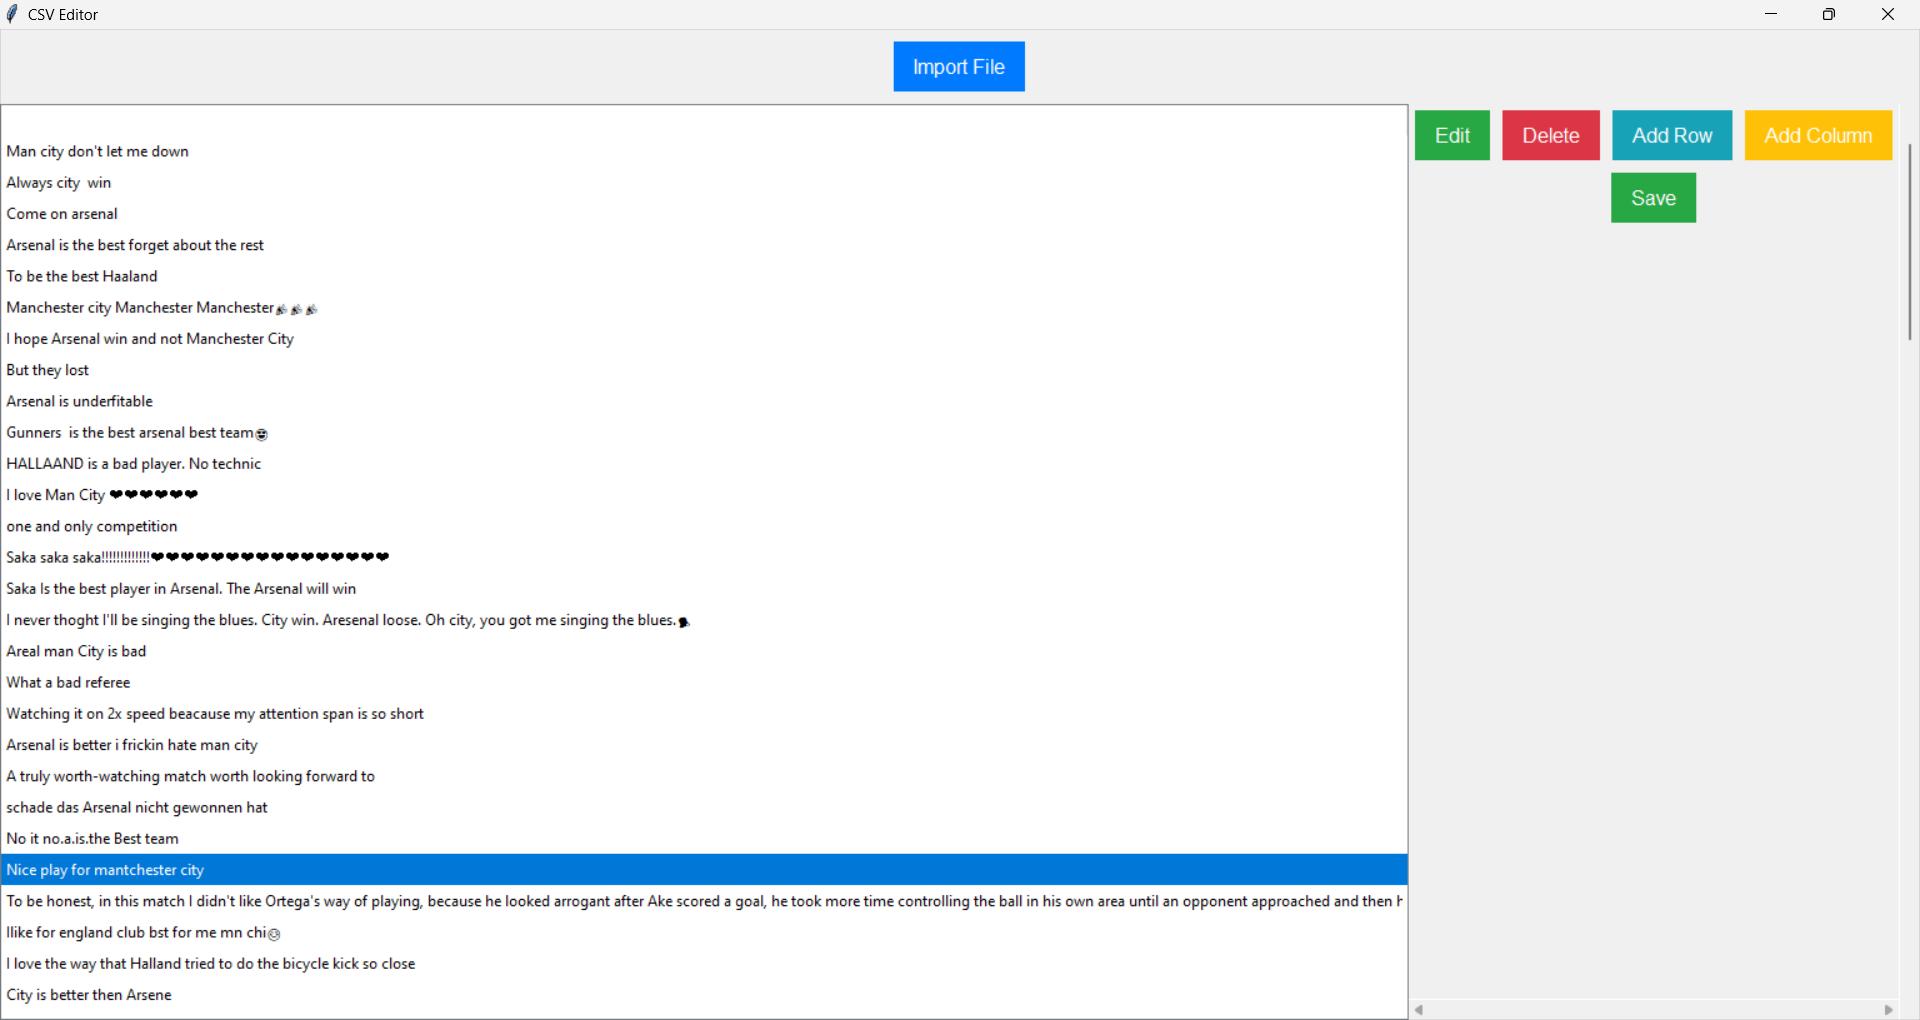 CSV Editor
Import File
Edit Delete Add Row Add Column
Save
Man city don't let me down
Always city  win
Come on arsenal
Arsenal is the best forget about the rest
To be the best Haaland
Manchester city Manchester Manchester🎉🎉🎉
I hope Arsenal win and not Manchester City
But they lost
Arsenal is underfitable
Gunners  is the best arsenal best team😍
HALLAAND is a bad player. No technic
I love Man City ❤❤❤❤❤❤
one and only competition
Saka saka saka!!!!!!!!!!!!!❤❤❤❤❤❤❤❤❤❤❤❤❤❤❤❤
Saka Is the best player in Arsenal. The Arsenal will win
I never thoght I'll be singing the blues. City win. Aresenal loose. Oh city, you got me singing the blues.
Areal man City is bad
What a bad referee
Watching it on 2x speed beacause my attention span is so short
Arsenal is better i frickin hate man city
A truly worth-watching match worth looking forward to
schade das Arsenal nicht gewonnen hat
No it no.a.is.the Best team
Nice play for mantchester city
To be honest, in this match I didn't like Ortega's way of playing, because he looked arrogant after Ake scored a goal, he took more time controlling the ball in his own area until an opponent approached and then
Ilike for england club bst for me mn chi
I love the way that Halland tried to do the bicycle kick so close
City is better then Arsene